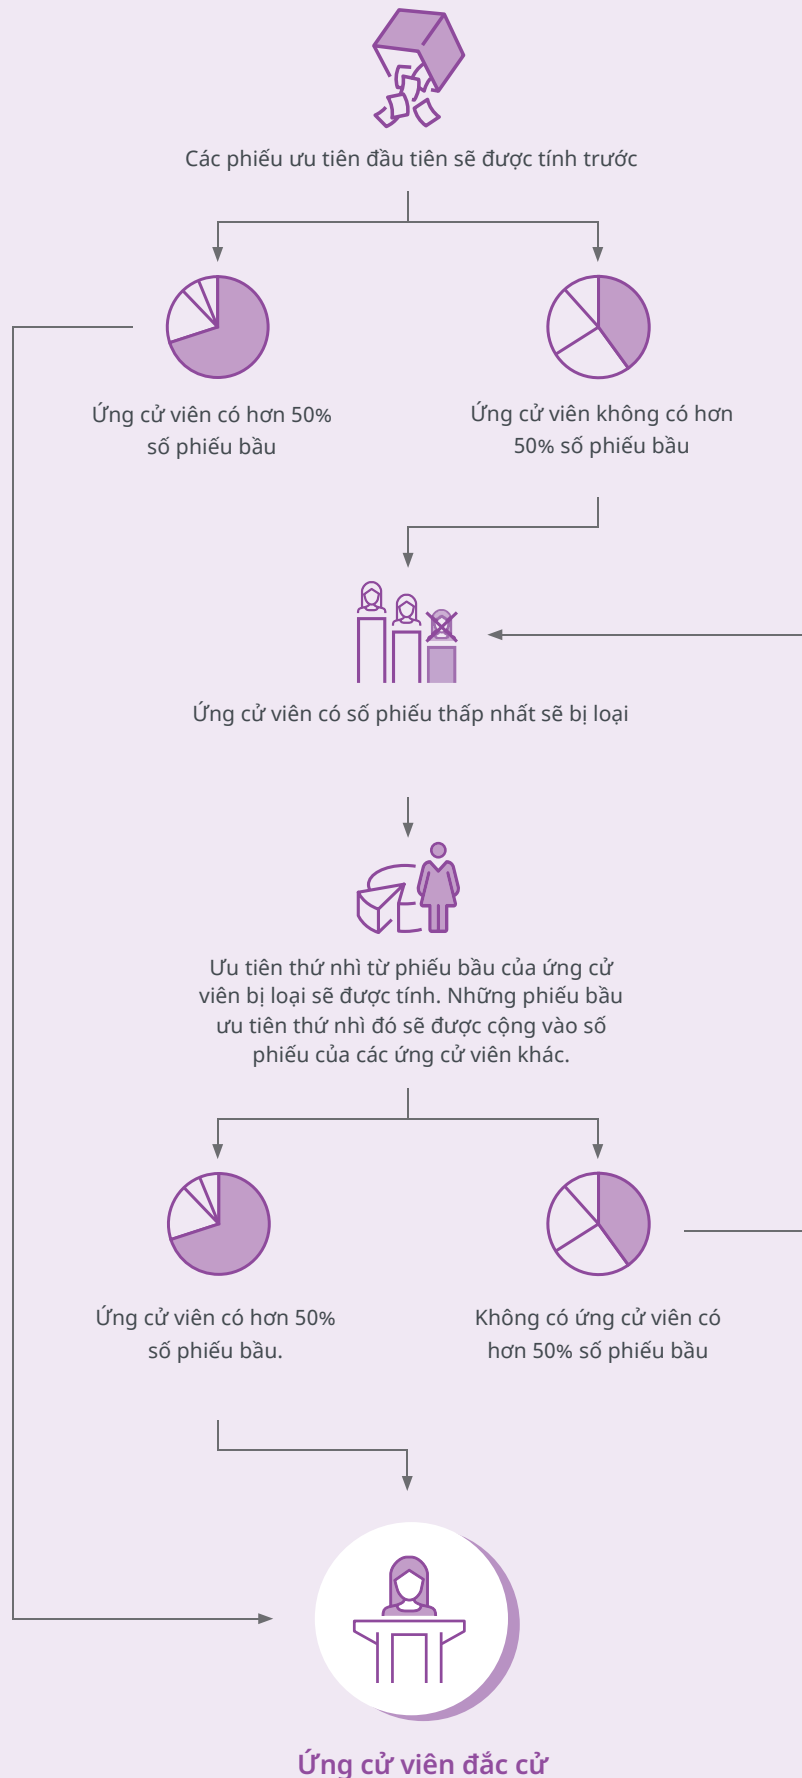 Các phiếu ưu tiên đầu tiên sẽ được tính trước
Ứng cử viên có hơn 50%
số phiếu bầu
Ứng cử viên không có hơn
50% số phiếu bầu
Ứng cử viên có số phiếu thấp nhất sẽ bị loại
Ưu tiên thứ nhì từ phiếu bầu của ứng cử
viên bị loại sẽ được tính. Những phiếu bầu
ưu tiên thứ nhì đó sẽ được cộng vào số
phiếu của các ứng cử viên khác.
Ứng cử viên có hơn 50%
số phiếu bầu.
Không có ứng cử viên có
hơn 50% số phiếu bầu
Ứng cử viên đắc cử